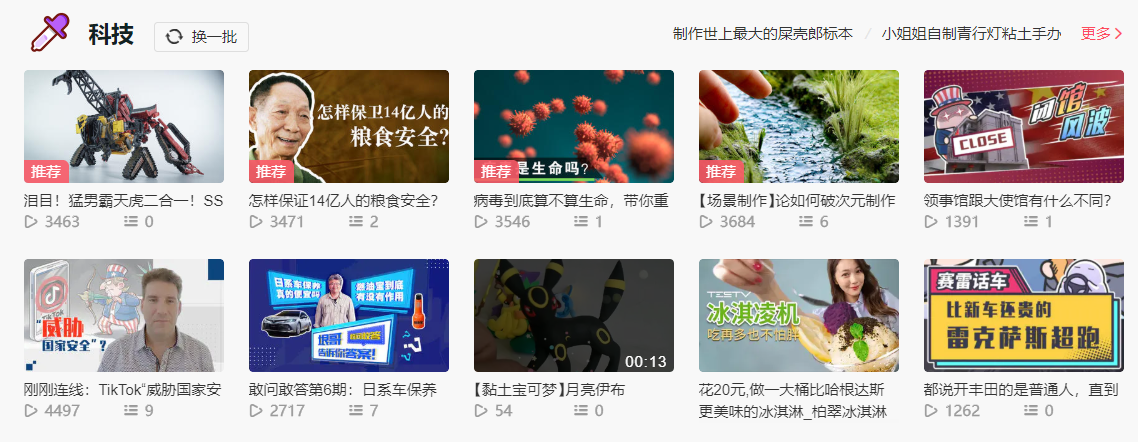 科技
换一批
制作世上最大的屎壳郎标本 / 小姐姐自制青行灯粘土手办
更多 >
推荐
怎样保卫14亿人的
粮食安全?
推荐
是生命吗?
推荐
推荐
闭馆
风波
CLOSE
泪目！猛男霸天虎二合一！SS
怎样保证14亿人的粮食安全？
病毒到底算不算生命，带你重
【场景制作】论如何破次元制作
领事馆跟大使馆有什么不同？
3463 0
3471 2
3546 1
3684 6
1391 1
TikTok
“威胁
国家安全”?
日系车保养
真的便宜吗
燃油宝到底
有没有作用
垠哥
告诉你答案!
00:13
冰淇凌机
吃再多也不怕胖
赛雷话车
比新车还贵的
雷克萨斯超跑
刚刚连线：TikTok“威胁国家安
敢问敢答第6期：日系车保养
【黏土宝可梦】月亮伊布
花20元,做一大桶比哈根达斯
更美味的冰淇淋_柏翠冰淇淋
都说开丰田的是普通人，直到
4497 9
2717 7
54 0
1262 0